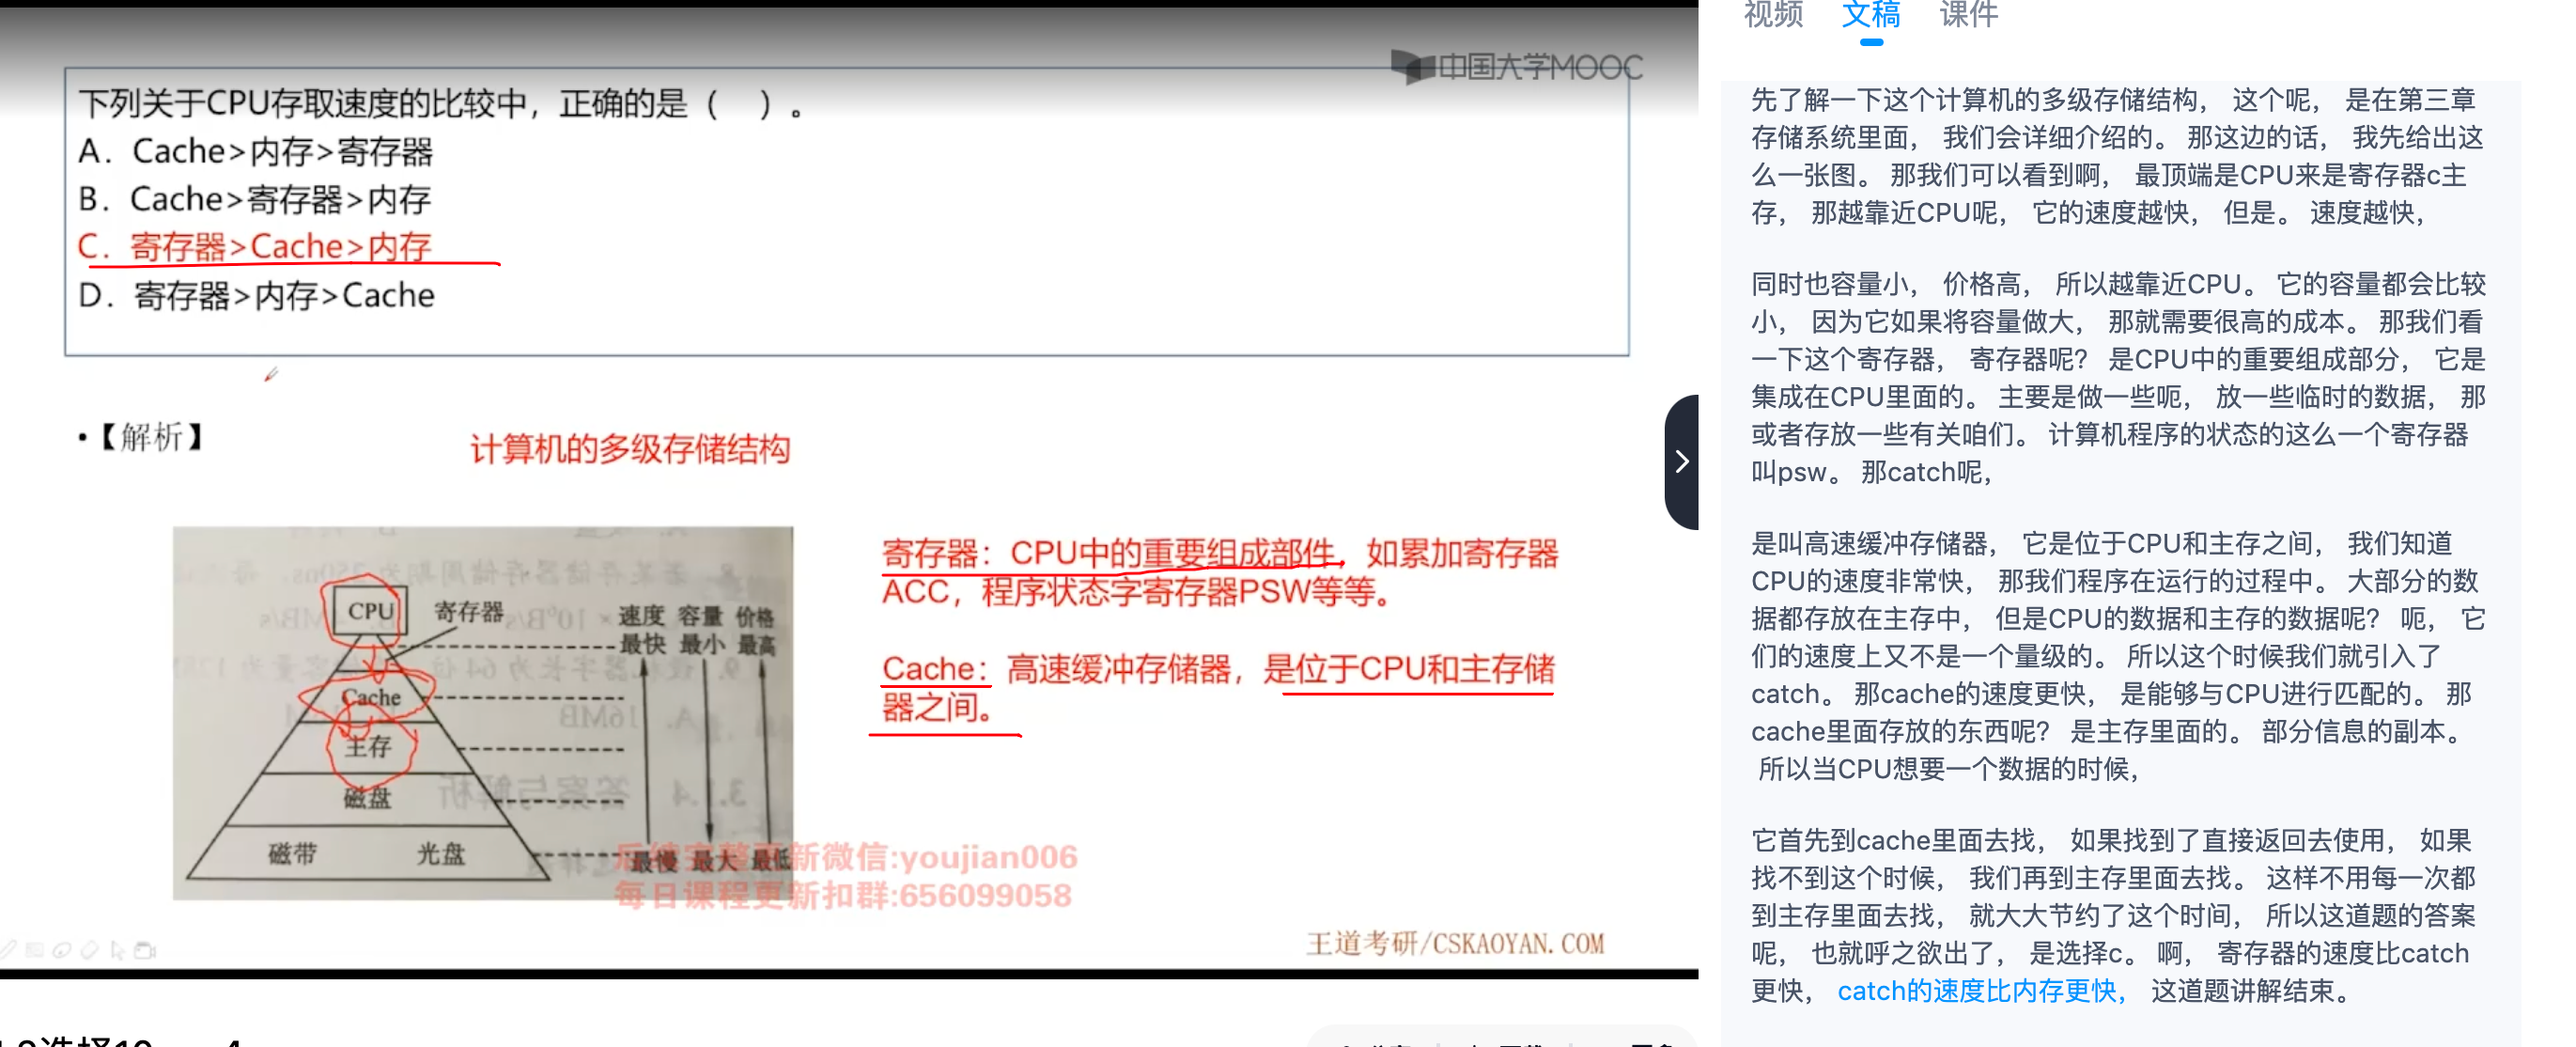 视频 文稿 课件
中国大学MOOC
下列关于CPU存取速度的比较中，正确的是（ ）。
A. Cache>内存>寄存器
B. Cache>寄存器>内存
C. 寄存器>Cache>内存
D. 寄存器>内存>Cache
•【解析】
计算机的多级存储结构
CPU 寄存器 速度 容量 价格
最快 最小 最高
Cache
主存
磁盘
磁带 光盘 最慢 最大 最低
寄存器：CPU中的重要组成部件，如累加寄存器
ACC，程序状态字寄存器PSW等等。
Cache：高速缓冲存储器，是位于CPU和主存储
器之间。
后续完整更新微信:youjian006
每日课程更新扣群:656099058
王道考研/CSKAOYAN.COM
先了解一下这个计算机的多级存储结构， 这个呢， 是在第三章
存储系统里面， 我们会详细介绍的。 那这边的话， 我先给出这
么一张图。 那我们可以看到啊， 最顶端是CPU来是寄存器c主
存， 那越靠近CPU呢， 它的速度越快， 但是。 速度越快，
同时也容量小， 价格高， 所以越靠近CPU。 它的容量都会比较
小， 因为它如果将容量做大， 那就需要很高的成本。 那我们看
一下这个寄存器， 寄存器呢？ 是CPU中的重要组成部分， 它是
集成在CPU里面的。 主要是做一些呃， 放一些临时的数据， 那
或者存放一些有关咱们。 计算机程序的状态的这么一个寄存器
叫psw。 那catch呢，
是叫高速缓冲存储器， 它是位于CPU和主存之间， 我们知道
CPU的速度非常快， 那我们程序在运行的过程中。 大部分的数
据都存放在主存中， 但是CPU的数据和主存的数据呢？ 呃， 它
们的速度上又不是一个量级的。 所以这个时候我们就引入了
catch。 那cache的速度更快， 是能够与CPU进行匹配的。 那
cache里面存放的东西呢？ 是主存里面的。 部分信息的副本。
所以当CPU想要一个数据的时候，
它首先到cache里面去找， 如果找到了直接返回去使用， 如果
找不到这个时候， 我们再到主存里面去找。 这样不用每一次都
到主存里面去找， 就大大节约了这个时间， 所以这道题的答案
呢， 也就呼之欲出了， 是选择c。 啊， 寄存器的速度比catch
更快， catch的速度比内存更快， 这道题讲解结束。